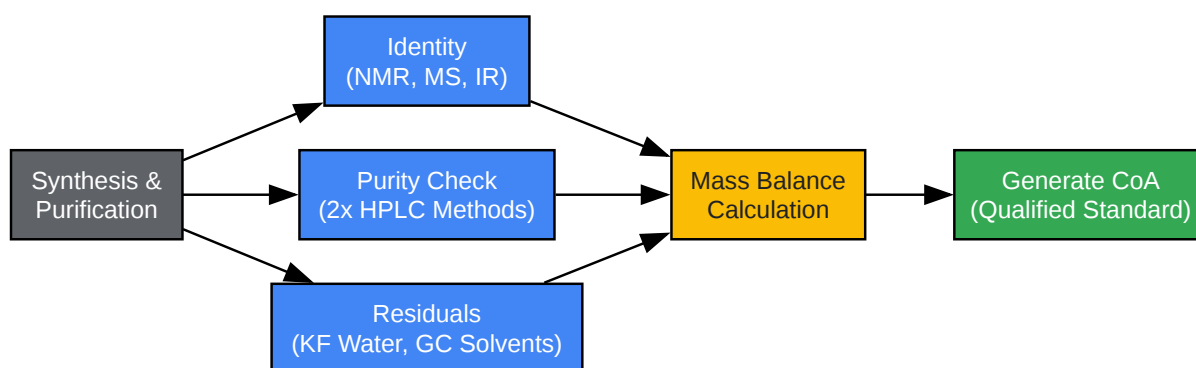 Identity
(NMR, MS, IR)
Synthesis &
Purification
Purity Check
(2x HPLC Methods)
Mass Balance
Calculation
Generate CoA
(Qualified Standard)
Residuals
(KF Water, GC Solvents)